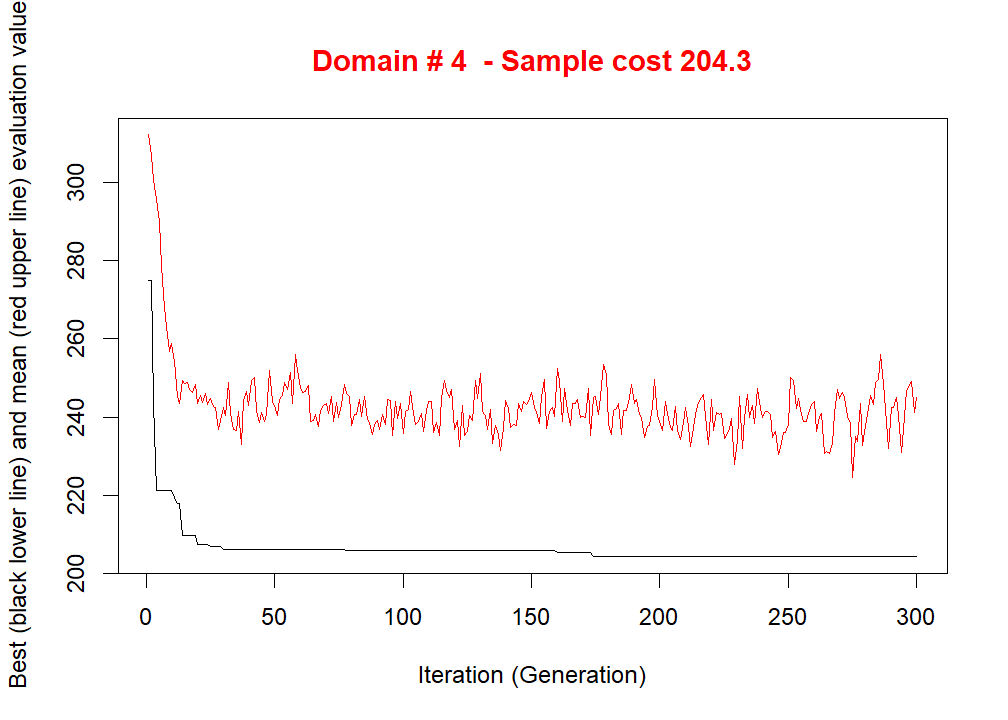 Domain # 4  - Sample cost 204.3
Best (black lower line) and mean (red upper line) evaluation value
300
280
260
240
220
200
0 50 100 150 200 250 300
Iteration (Generation)